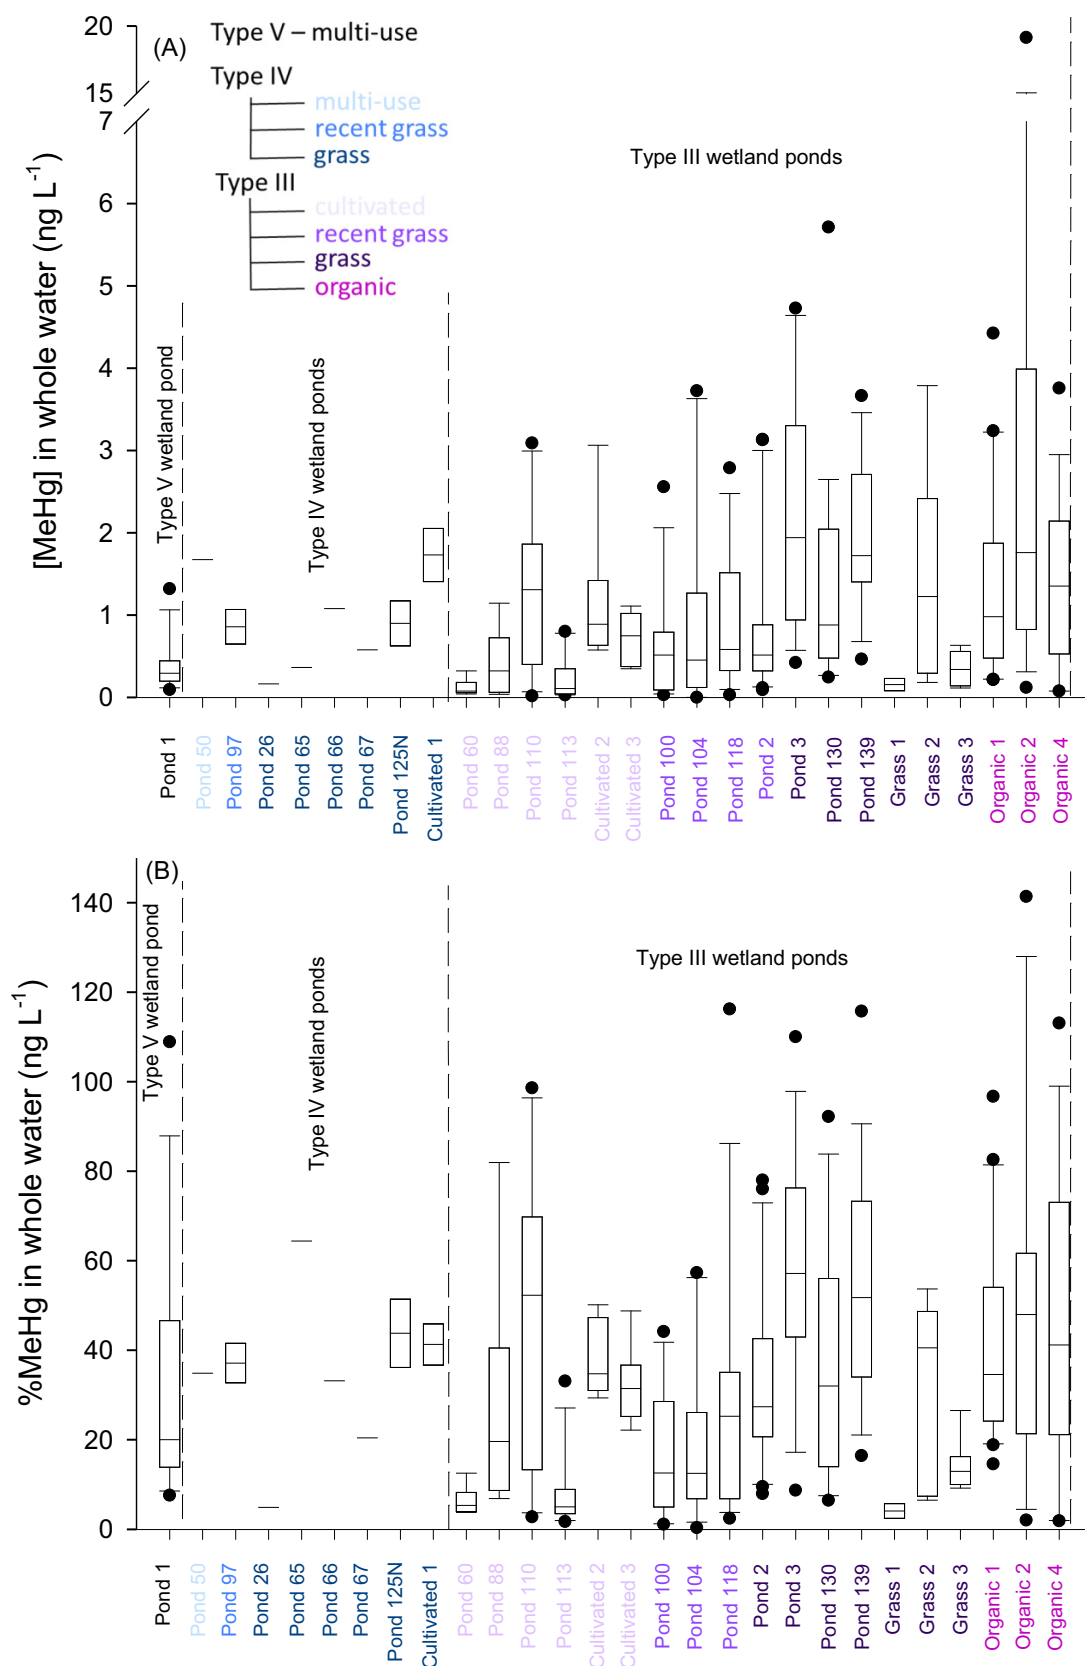 (A)
Type V – multi-use
Type IV
multi-use
recent grass
grass
Type III
cultivated
recent grass
grass
organic
[MeHg] in whole water (ng L⁻¹)
20
15
7
6
5
4
3
2
1
0
Type V wetland pond
Type IV wetland ponds
Type III wetland ponds
Pond 1
Pond 50
Pond 97
Pond 26
Pond 65
Pond 66
Pond 67
Pond 125N
Cultivated 1
Pond 60
Pond 88
Pond 110
Pond 113
Cultivated 2
Cultivated 3
Pond 100
Pond 104
Pond 118
Pond 2
Pond 3
Pond 130
Pond 139
Grass 1
Grass 2
Grass 3
Organic 1
Organic 2
Organic 4
(B)
%MeHg in whole water (ng L⁻¹)
140
120
100
80
60
40
20
0
Type V wetland pond
Type IV wetland ponds
Type III wetland ponds
Pond 1
Pond 50
Pond 97
Pond 26
Pond 65
Pond 66
Pond 67
Pond 125N
Cultivated 1
Pond 60
Pond 88
Pond 110
Pond 113
Cultivated 2
Cultivated 3
Pond 100
Pond 104
Pond 118
Pond 2
Pond 3
Pond 130
Pond 139
Grass 1
Grass 2
Grass 3
Organic 1
Organic 2
Organic 4